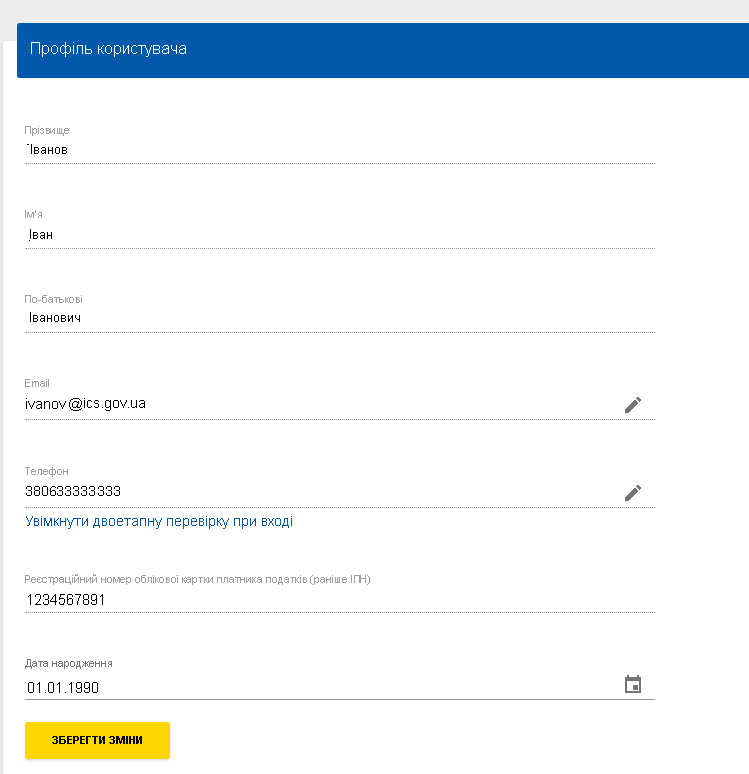 Профіль користувача
Прізвище
Іванов
Ім'я
Іван
По-батькові
Іванович
Email
ivanov@ics.gov.ua
Телефон
380633333333
Увімкнути двоетапну перевірку при вході
Реєстраційний номер облікової картки платника податків (раніше ІПН)
1234567891
Дата народження
01.01.1990
ЗБЕРЕГТИ ЗМІНИ